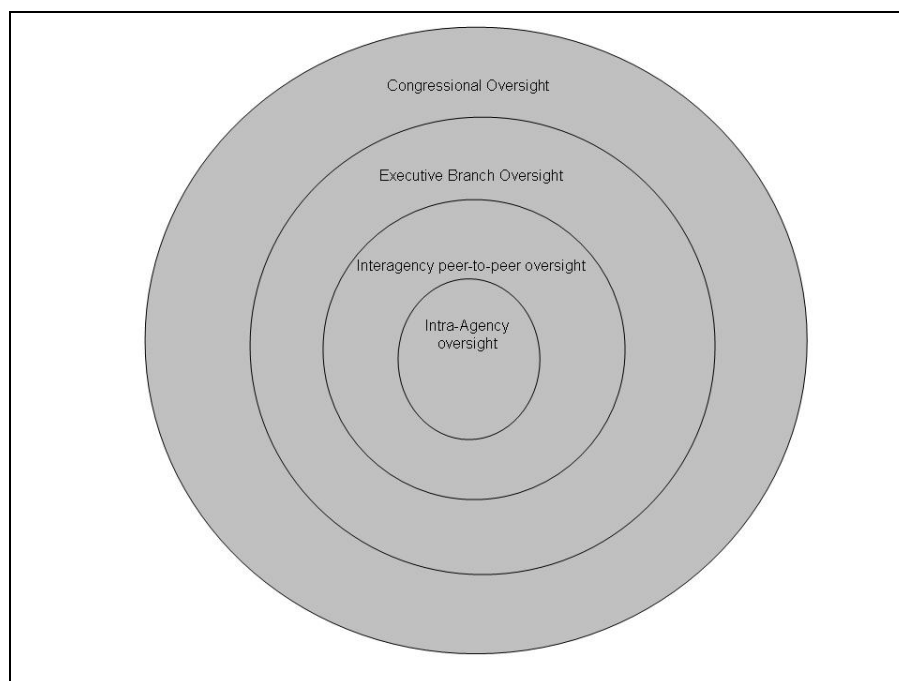 Congressional Oversight
Executive Branch Oversight
Interagency peer-to-peer oversight
Intra-Agency
oversight